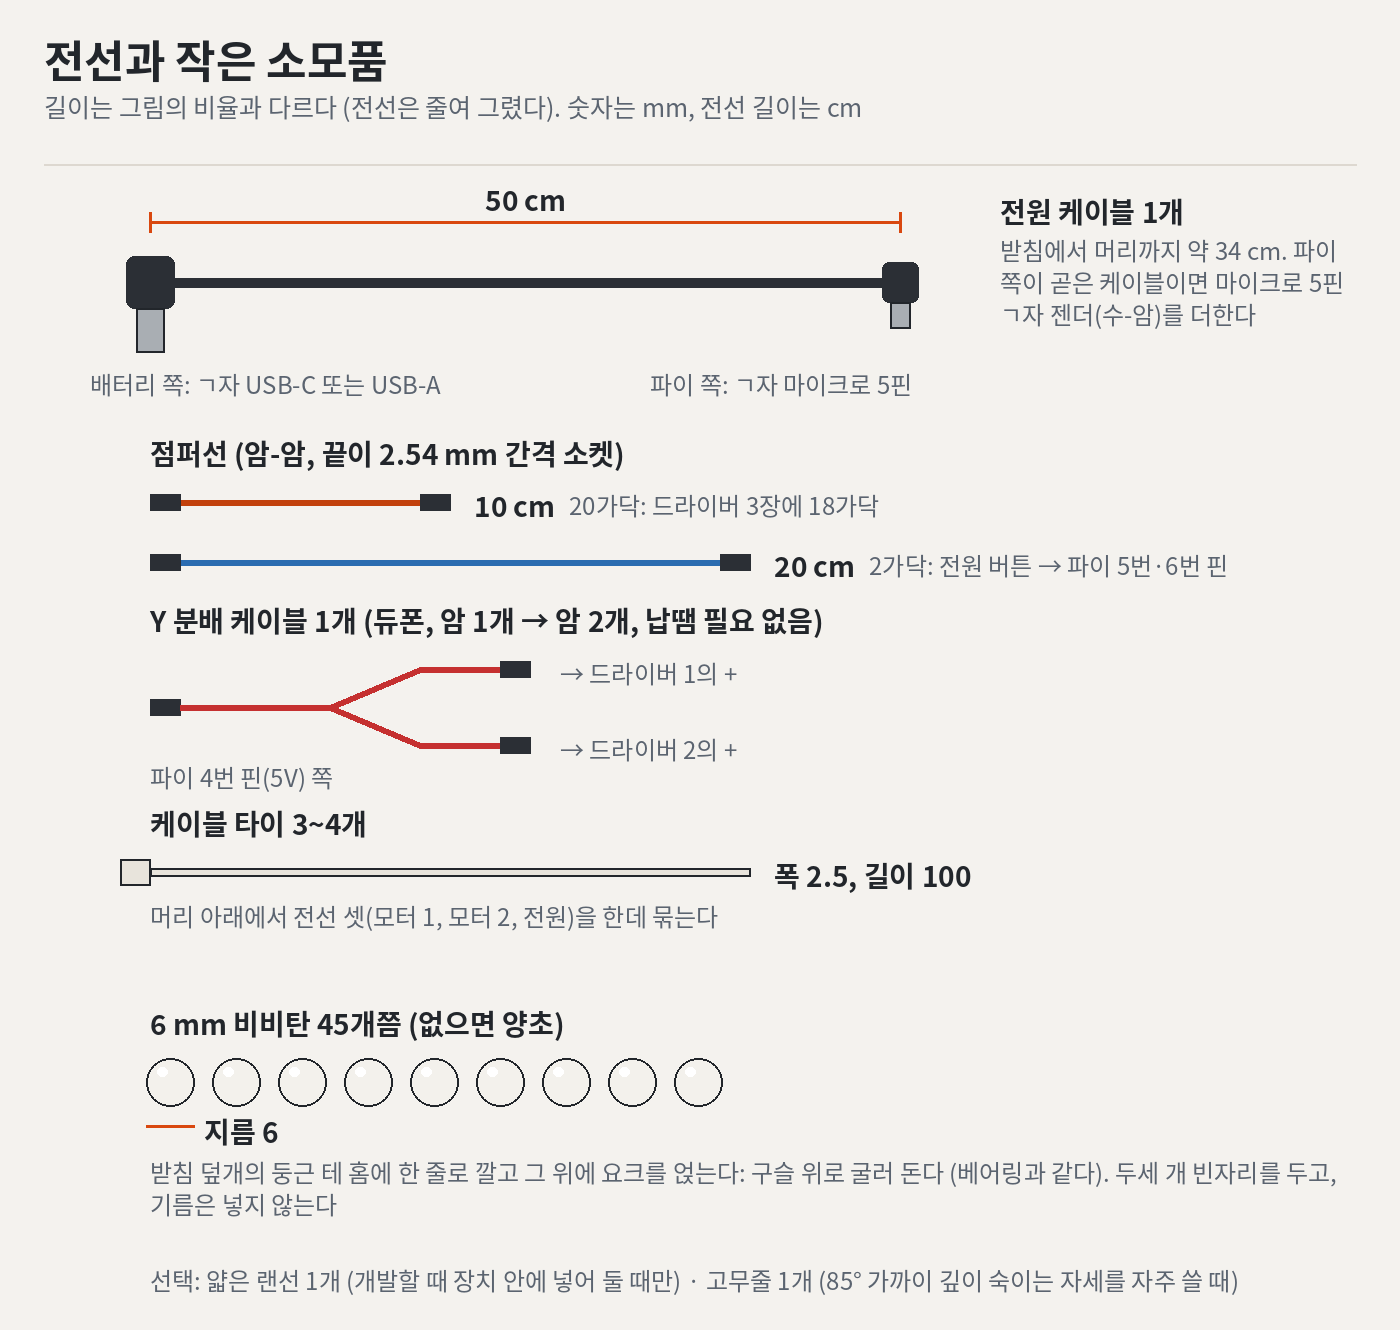 전선과 작은 소모품
길이는 그림의 비율과 다르다 (전선은 줄여 그렸다). 숫자는 mm, 전선 길이는 cm
50 cm
전원 케이블 1개
받침에서 머리까지 약 34 cm. 파이
쪽이 곧은 케이블이면 마이크로 5핀
ㄱ자 젠더(수-암)를 더한다
배터리 쪽: ㄱ자 USB-C 또는 USB-A
파이 쪽: ㄱ자 마이크로 5핀
점퍼선 (암-암, 끝이 2.54 mm 간격 소켓)
10 cm 20가닥: 드라이버 3장에 18가닥
20 cm 2가닥: 전원 버튼 → 파이 5번·6번 핀
Y 분배 케이블 1개 (듀폰, 암 1개 → 암 2개, 납땜 필요 없음)
→ 드라이버 1의 +
→ 드라이버 2의 +
파이 4번 핀(5V) 쪽
케이블 타이 3~4개
폭 2.5, 길이 100
머리 아래에서 전선 셋(모터 1, 모터 2, 전원)을 한데 묶는다
6 mm 비비탄 45개쯤 (없으면 양초)
지름 6
받침 덮개의 둥근 테 홈에 한 줄로 깔고 그 위에 요크를 얹는다: 구슬 위로 굴러 돈다 (베어링과 같다). 두세 개 빈자리를 두고,
기름은 넣지 않는다
선택: 얇은 랜선 1개 (개발할 때 장치 안에 넣어 둘 때만) · 고무줄 1개 (85° 가까이 깊이 숙이는 자세를 자주 쓸 때)